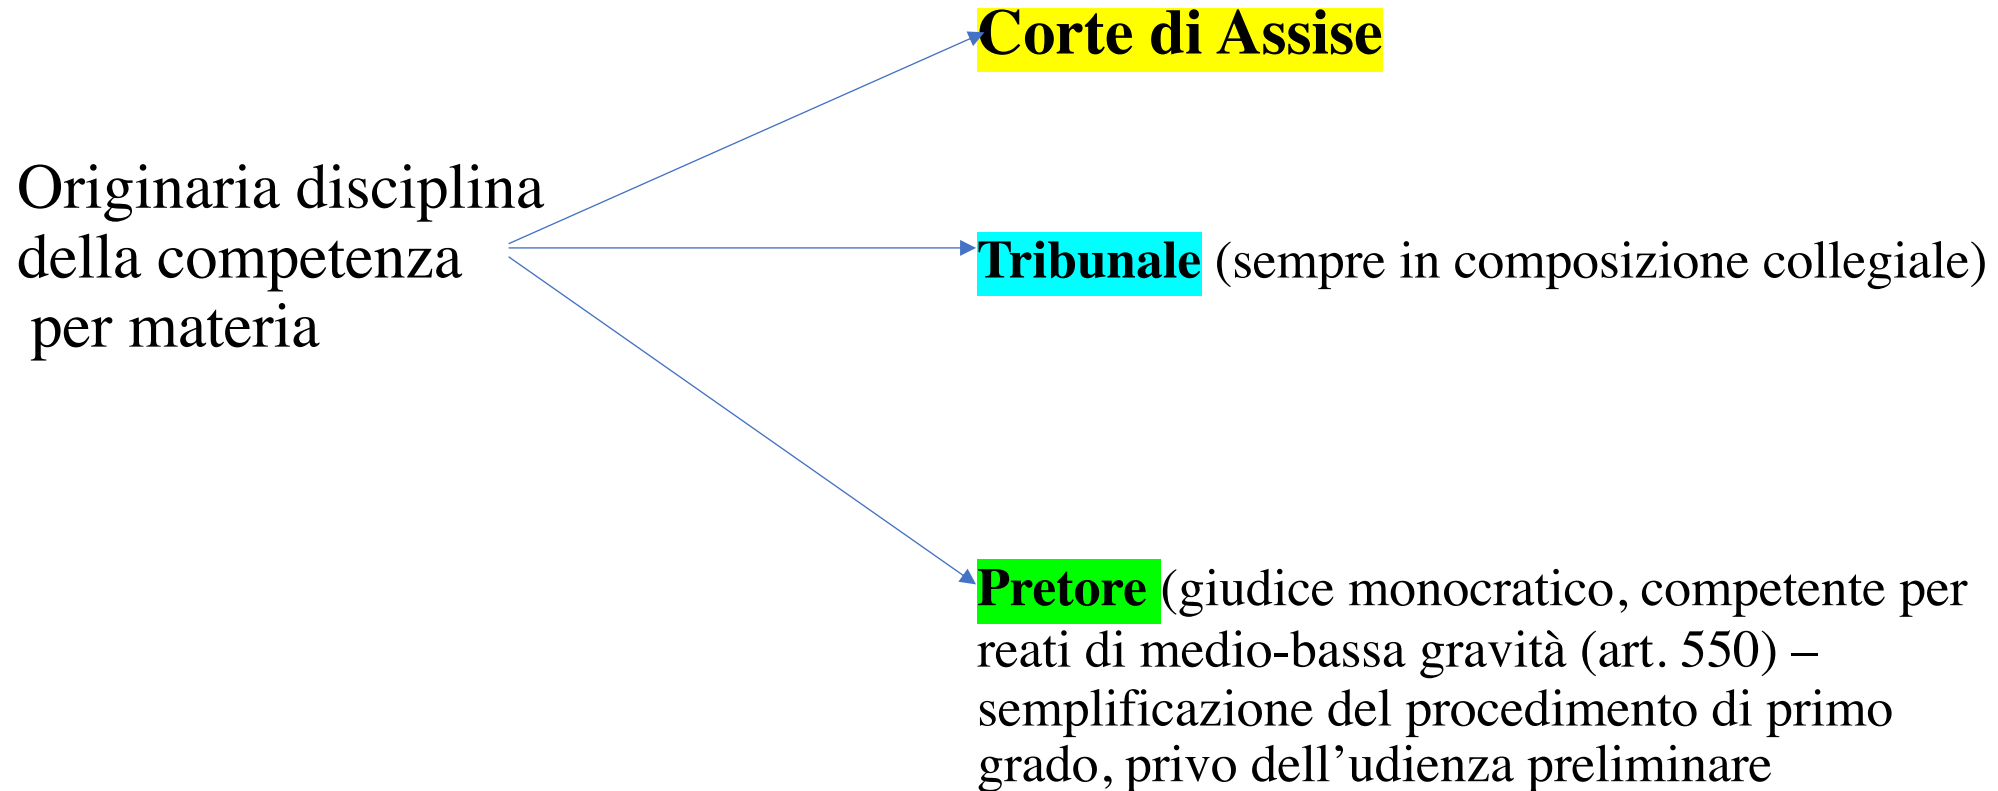 Corte di Assise
Originaria disciplina
della competenza
per materia
Tribunale (sempre in composizione collegiale)
Pretore (giudice monocratico, competente per
reati di medio-bassa gravità (art. 550) –
semplificazione del procedimento di primo
grado, privo dell’udienza preliminare